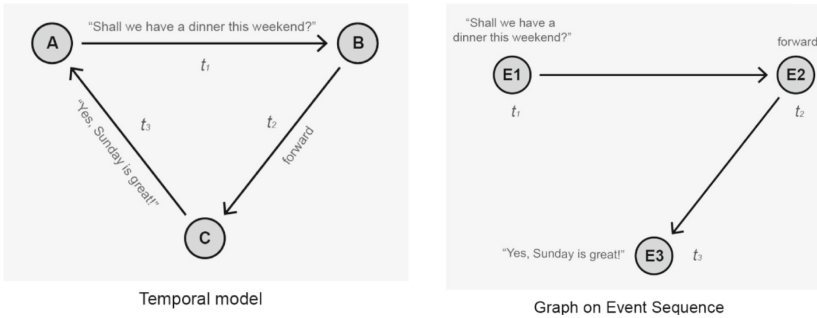 "Shall we have a dinner this weekend?"
A
B
t₁
t₃
t₂
"Yes, Sunday is great!"
forward
C
Temporal model
"Shall we have a
dinner this weekend?"
forward
E1
E2
t₁
t₂
"Yes, Sunday is great!"
E3
t₃
Graph on Event Sequence